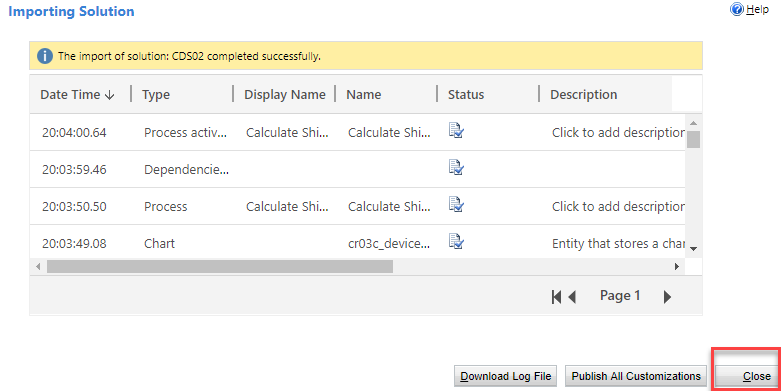 Importing Solution
Help
The import of solution: CDS02 completed successfully.
Date Time Type Display Name Name Status Description
20:04:00.64 Process activ... Calculate Shi... Calculate Shi... Click to add description
20:03:59.46 Dependencie...
20:03:50.50 Process Calculate Shi... Calculate Shi... Click to add description
20:03:49.08 Chart cr03c_device... Entity that stores a char
Page 1
Download Log File Publish All Customizations Close